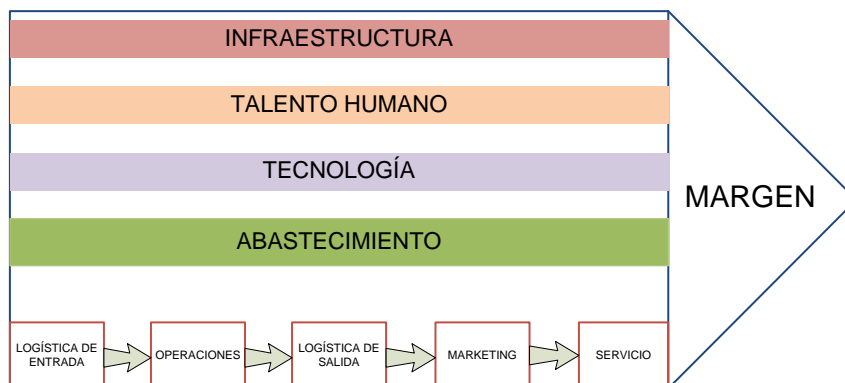 INFRAESTRUCTURA
TALENTO HUMANO
TECNOLOGÍA
ABASTECIMIENTO
MARGEN
LOGÍSTICA DE
ENTRADA
OPERACIONES
LOGÍSTICA DE
SALIDA
MARKETING
SERVICIO